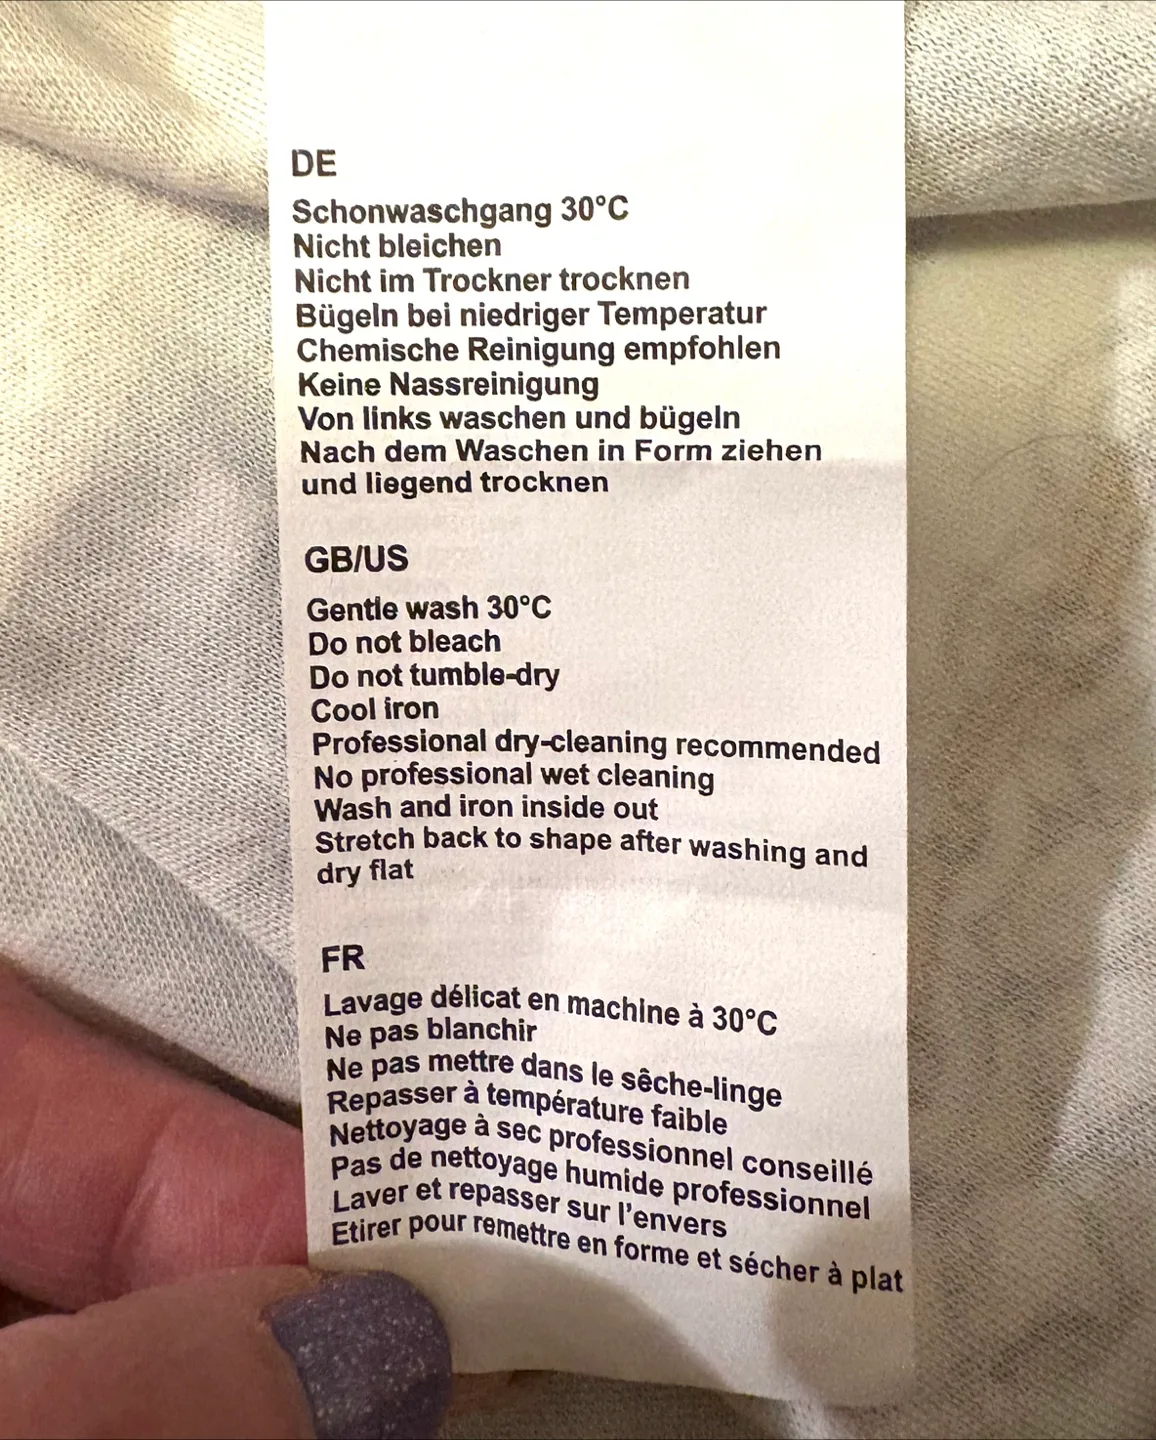 DE
Schonwaschgang 30°C
Nicht bleichen
Nicht im Trockner trocknen
Bügeln bei niedriger Temperatur
Chemische Reinigung empfohlen
Keine Nassreinigung
Von links waschen und bügeln
Nach dem Waschen in Form ziehen
und liegend trocknen
GB/US
Gentle wash 30°C
Do not bleach
Do not tumble-dry
Cool iron
Professional dry-cleaning recommended
No professional wet cleaning
Wash and iron inside out
Stretch back to shape after washing and
dry flat
FR
Lavage délicat en machine à 30°C
Ne pas blanchir
Ne pas mettre dans le sêche-linge
Repasser à température faible
Nettoyage à sec professionnel conseillé
Pas de nettoyage humide professionnel
Laver et repasser sur l'envers
Etirer pour remettre en forme et sécher à plat